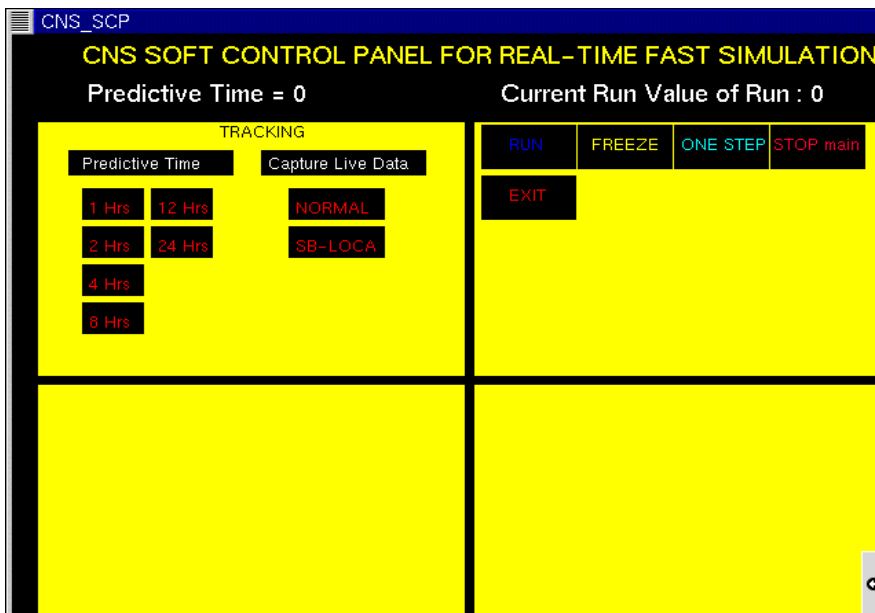 CNS_SCP
CNS SOFT CONTROL PANEL FOR REAL-TIME FAST SIMULATION
Predictive Time = 0
Current Run Value of Run : 0
TRACKING
Predictive Time Capture Live Data
1 Hrs 12 Hrs NORMAL
2 Hrs 24 Hrs SB-LOCA
4 Hrs
8 Hrs
RUN FREEZE ONE STEP STOP main
EXIT